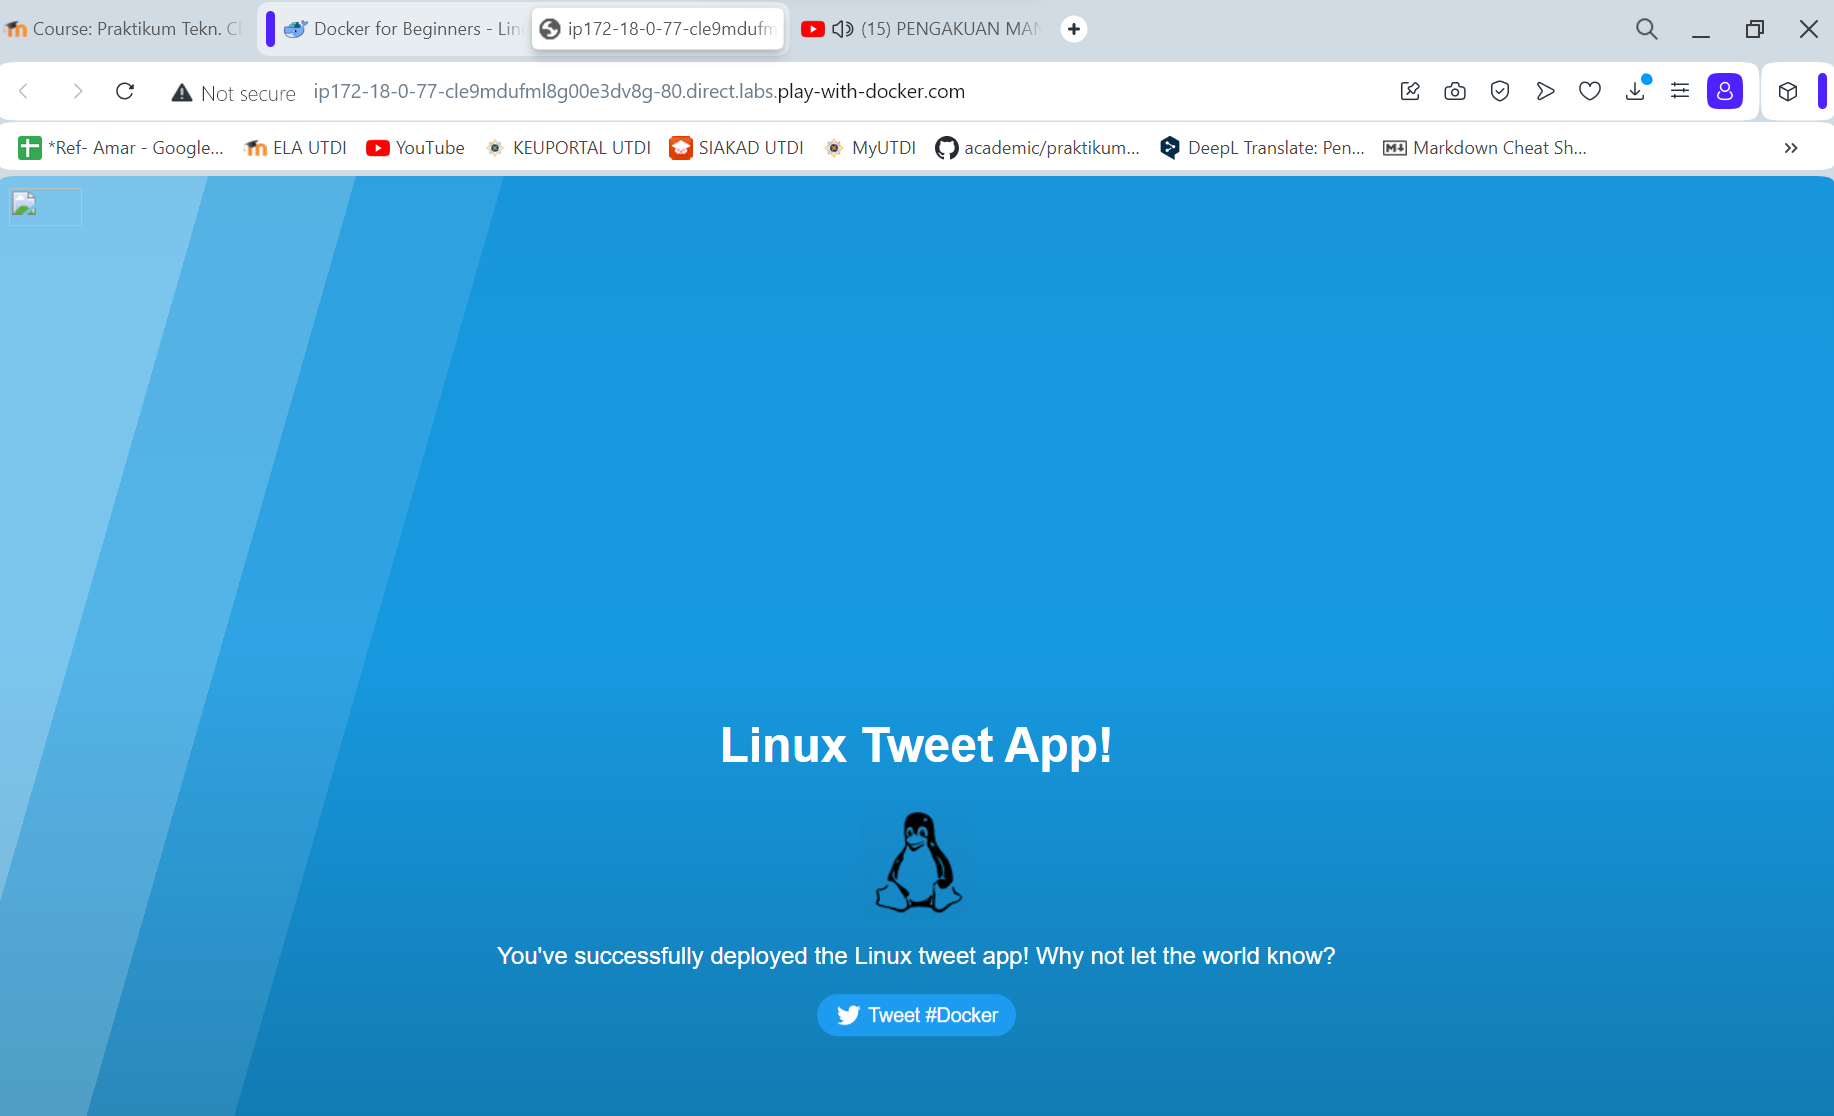 Course: Praktikum Tekn. Cl
Docker for Beginners - Linu
ip172-18-0-77-cle9mdufm
(15) PENGAKUAN MAN
Not secure
ip172-18-0-77-cle9mdufml8g00e3dv8g-80.direct.labs.play-with-docker.com
*Ref- Amar - Google...
ELA UTDI
YouTube
KEUPORTAL UTDI
SIAKAD UTDI
MyUTDI
academic/praktikum...
DeepL Translate: Pen...
M↓
Markdown Cheat Sh...
Linux Tweet App!
You've successfully deployed the Linux tweet app! Why not let the world know?
Tweet #Docker